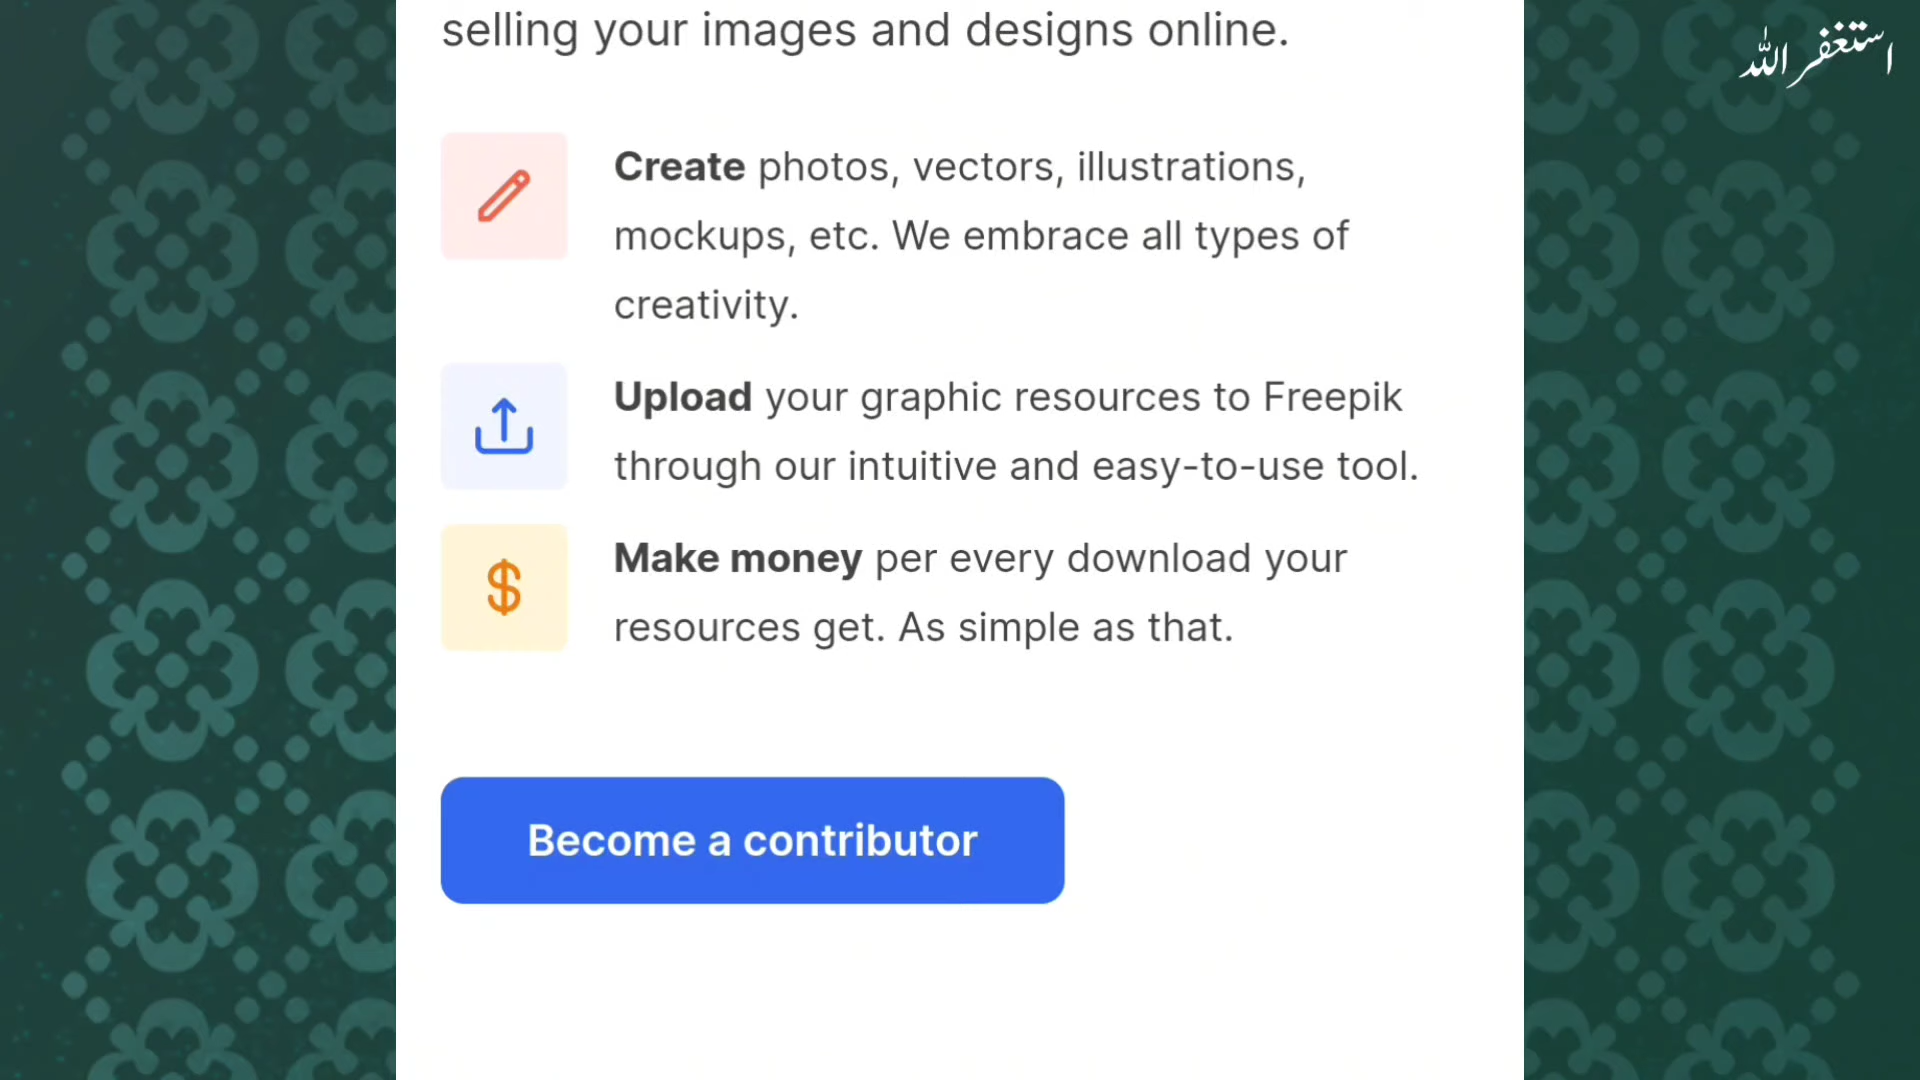 selling your images and designs online.
استغفر الله
Create photos, vectors, illustrations,
mockups, etc. We embrace all types of
creativity.
Upload your graphic resources to Freepik
through our intuitive and easy-to-use tool.
$
Make money per every download your
resources get. As simple as that.
Become a contributor